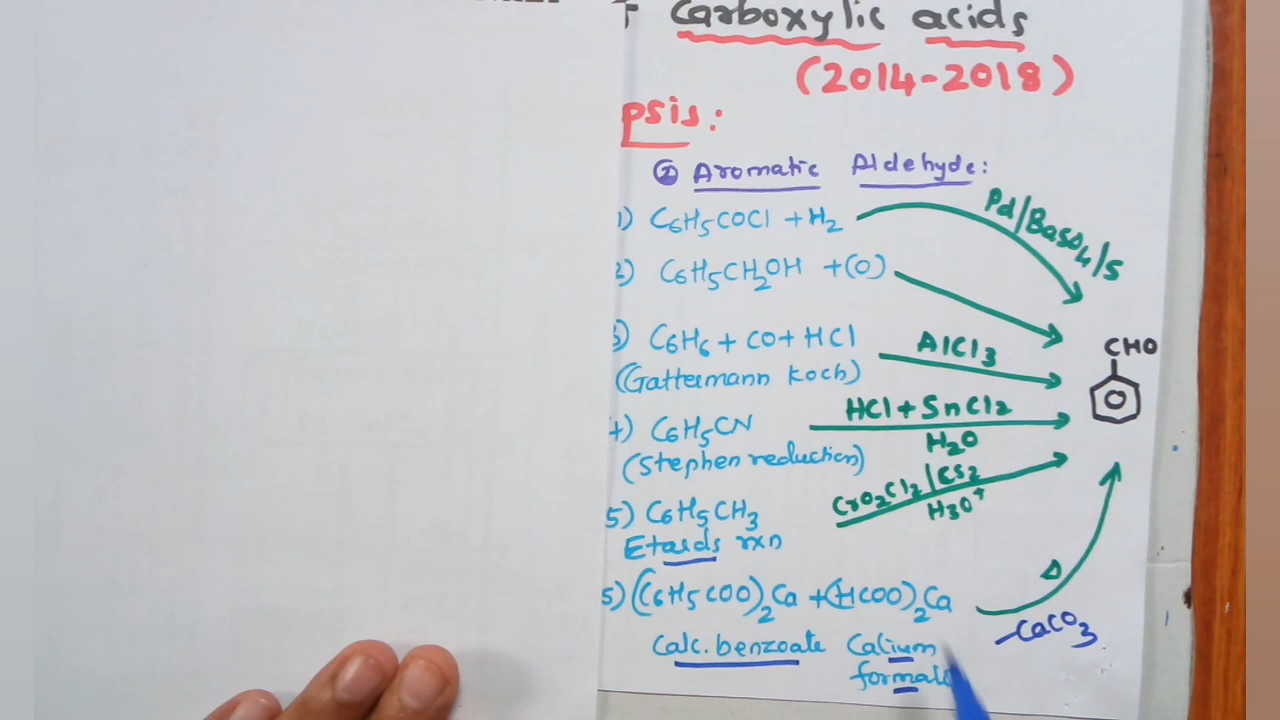 Carboxylic acids
(2014-2018)
psis:
② Aromatic Aldehyde:
1) C6H5COCl + H2
Pd/BaSO4/S
2) C6H5CH2OH + (O)
3) C6H6 + CO + HCl
AlCl3
(Gattermann koch)
CHO
4) C6H5CN
HCl + SnCl2
H2O
(Stephen reduction)
5) C6H5CH3
CrO2Cl2/CS2
H3O+
Etards rxn
5) (C6H5COO)2Ca + (HCOO)2Ca
Δ
-CaCO3
Calc. benzoate Calium